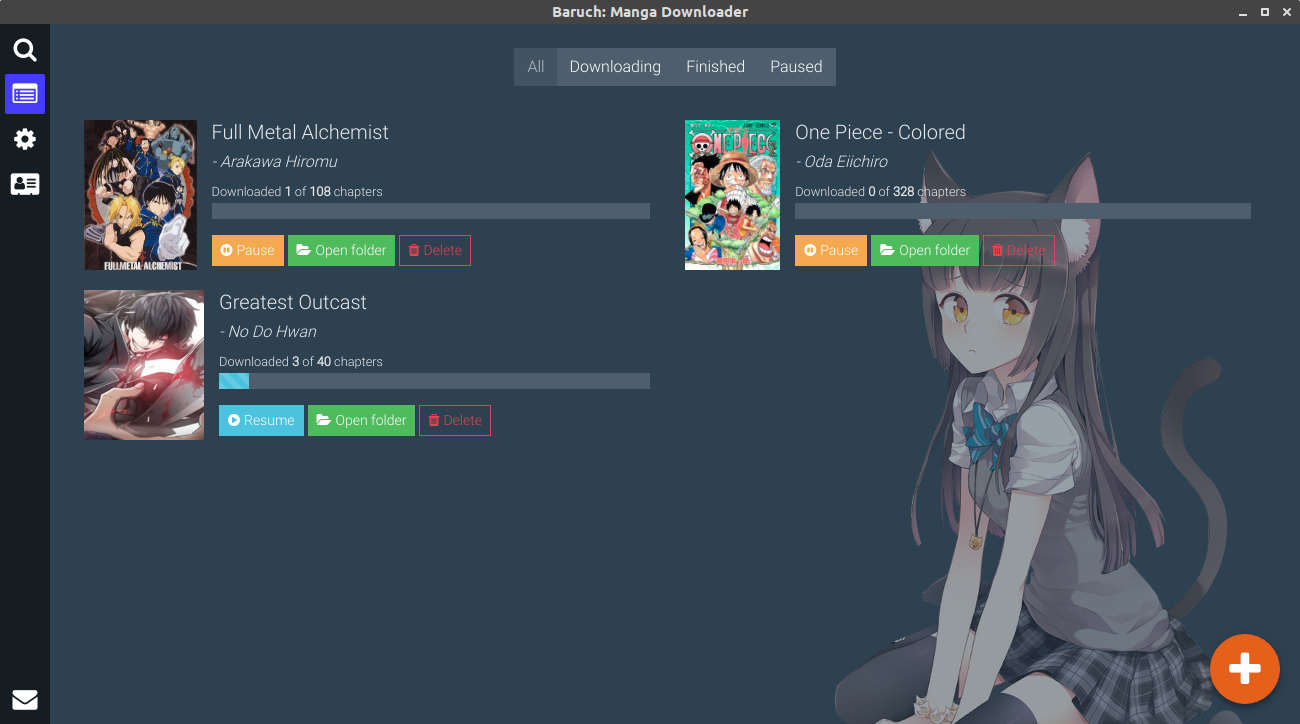 Baruch: Manga Downloader
All Downloading Finished Paused
Full Metal Alchemist
- Arakawa Hiromu
Downloaded 1 of 108 chapters
Pause Open folder Delete
FULLMETAL ALCHEMIST
One Piece - Colored
- Oda Eiichiro
Downloaded 0 of 328 chapters
Pause Open folder Delete
ONE PIECE
Greatest Outcast
- No Do Hwan
Downloaded 3 of 40 chapters
Resume Open folder Delete